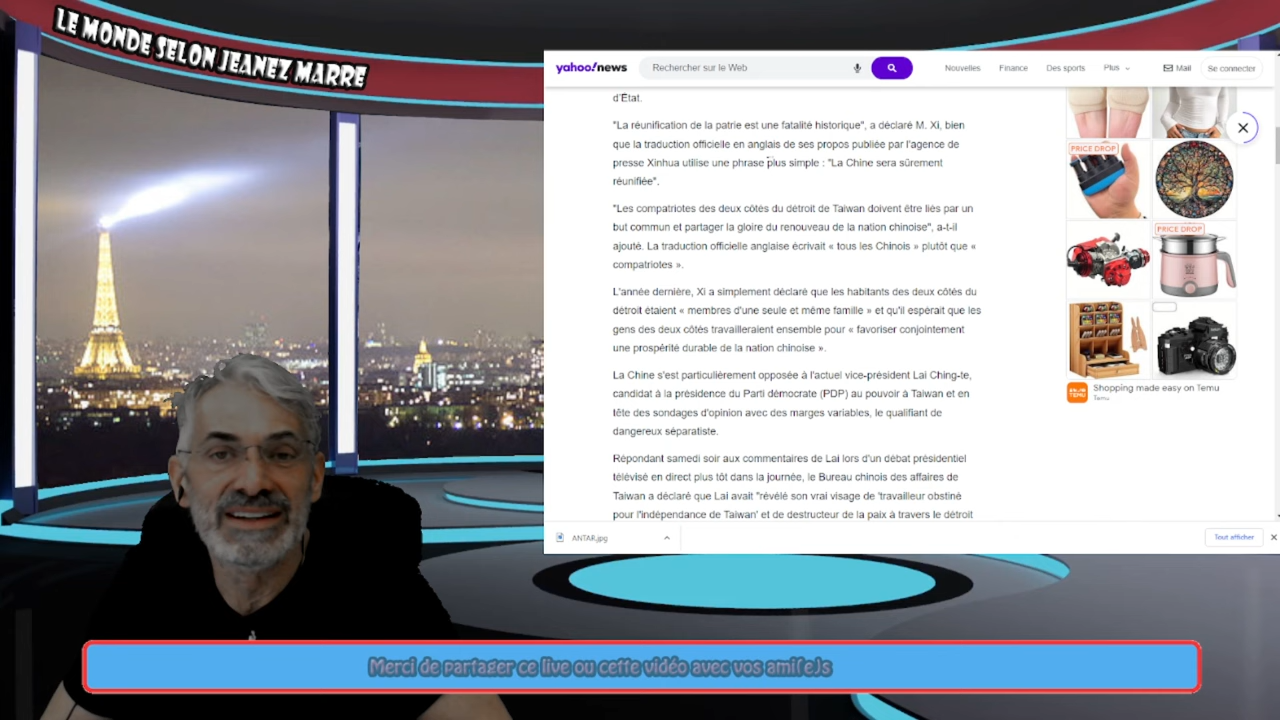 LE MONDE SELON JEANEZ MARRE
yahoo!news
Rechercher sur le Web
Nouvelles
Finance
Des sports
Plus
Mail
Se connecter
d'État.
"La réunification de la patrie est une fatalité historique", a déclaré M. Xi, bien
que la traduction officielle en anglais de ses propos publiée par l'agence de
presse Xinhua utilise une phrase plus simple : "La Chine sera sûrement
réunifiée".
"Les compatriotes des deux côtés du détroit de Taiwan doivent être liés par un
but commun et partager la gloire du renouveau de la nation chinoise", a-t-il
ajouté. La traduction officielle anglaise écrivait « tous les Chinois » plutôt que «
compatriotes ».
L'année dernière, Xi a simplement déclaré que les habitants des deux côtés du
détroit étaient « membres d'une seule et même famille » et qu'il espérait que les
gens des deux côtés travailleraient ensemble pour « favoriser conjointement
une prospérité durable de la nation chinoise ».
La Chine s'est particulièrement opposée à l'actuel vice-président Lai Ching-te,
candidat à la présidence du Parti démocrate (PDP) au pouvoir à Taiwan et en
tête des sondages d'opinion avec des marges variables, le qualifiant de
dangereux séparatiste.
Répondant samedi soir aux commentaires de Lai lors d'un débat présidentiel
télévisé en direct plus tôt dans la journée, le Bureau chinois des affaires de
Taiwan a déclaré que Lai avait "révélé son vrai visage de 'travailleur obstiné
pour l'indépendance de Taiwan' et de destructeur de la paix à travers le détroit
PRICE DROP
PRICE DROP
TEMU
Shopping made easy on Temu
Temu
ANTAR.jpg
Tout afficher
Merci de partager ce live ou cette vidéo avec vos ami(e)s